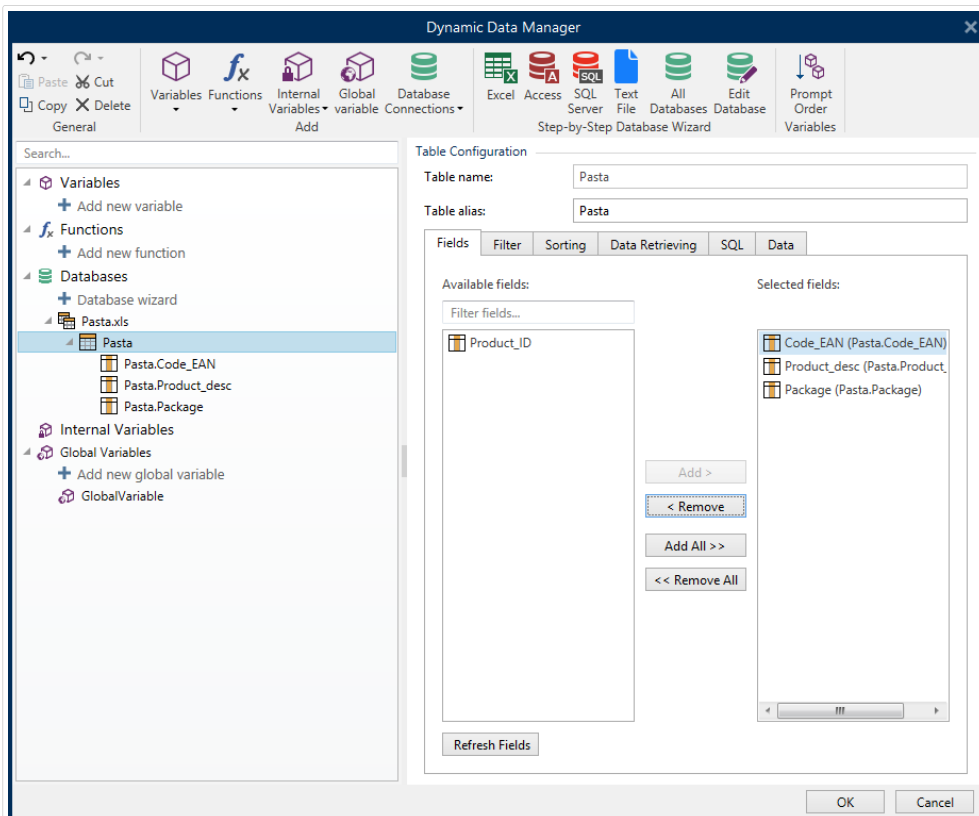 Dynamic Data Manager
Paste Cut
Copy Delete
General
Variables Functions Internal Variables Global variable Database Connections
Add
Excel Access SQL Server Text File All Databases Edit Database
Step-by-Step Database Wizard
Prompt Order
Variables
Search...
Variables
Add new variable
Functions
Add new function
Databases
Database wizard
Pasta.xls
Pasta
Pasta.Code_EAN
Pasta.Product_desc
Pasta.Package
Internal Variables
Global Variables
Add new global variable
GlobalVariable
Table Configuration
Table name: Pasta
Table alias: Pasta
Fields Filter Sorting Data Retrieving SQL Data
Available fields:
Filter fields...
Product_ID
Add >
< Remove
Add All >>
<< Remove All
Selected fields:
Code_EAN (Pasta.Code_EAN)
Product_desc (Pasta.Product_
Package (Pasta.Package)
Refresh Fields
OK Cancel